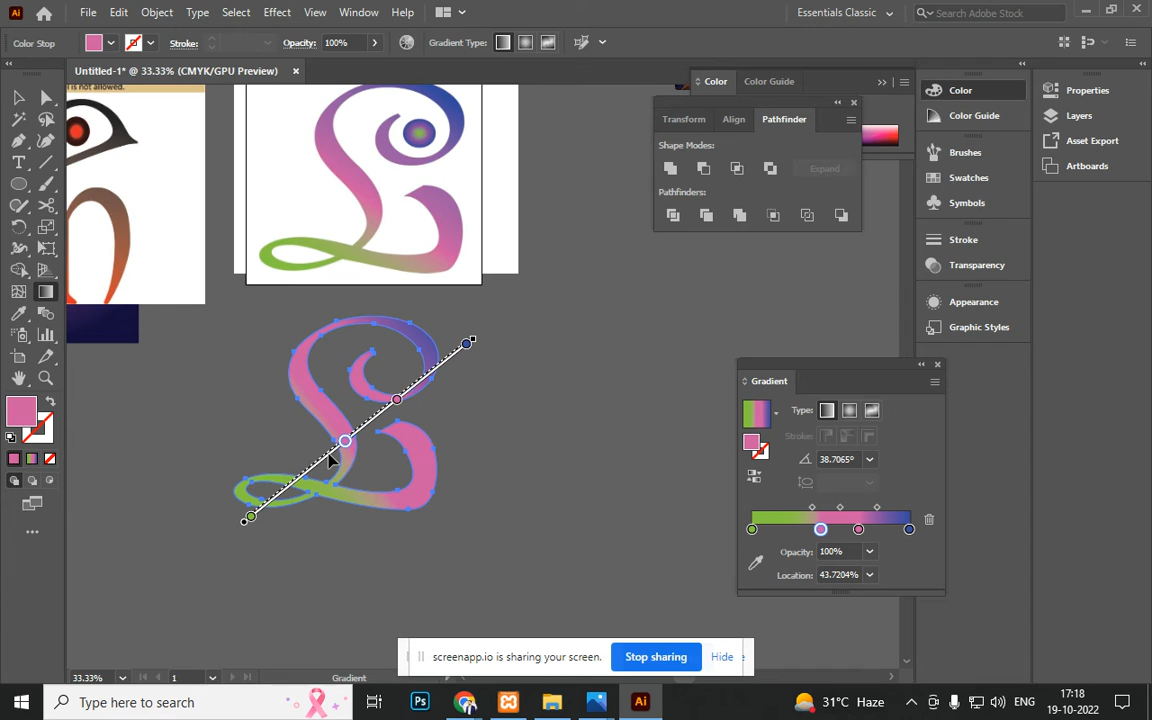 Ai File Edit Object Type Select Effect View Window Help Essentials Classic Search Adobe Stock
Color Stop Stroke: Opacity: 100% Gradient Type:
Untitled-1* @ 33.33% (CMYK/GPU Preview) ×
is not allowed.
Color Color Guide
Transform Align Pathfinder
Shape Modes:
Expand
Pathfinders:
Color
Color Guide
Brushes
Swatches
Symbols
Stroke
Transparency
Appearance
Graphic Styles
Properties
Layers
Asset Export
Artboards
Gradient
Type:
Stroke:
38.7065°
Opacity: 100%
Location: 43.7204%
screenapp.io is sharing your screen. Stop sharing Hide
33.33% 1 Gradient
Type here to search Ps Ai 31°C Haze ENG 17:18
19-10-2022